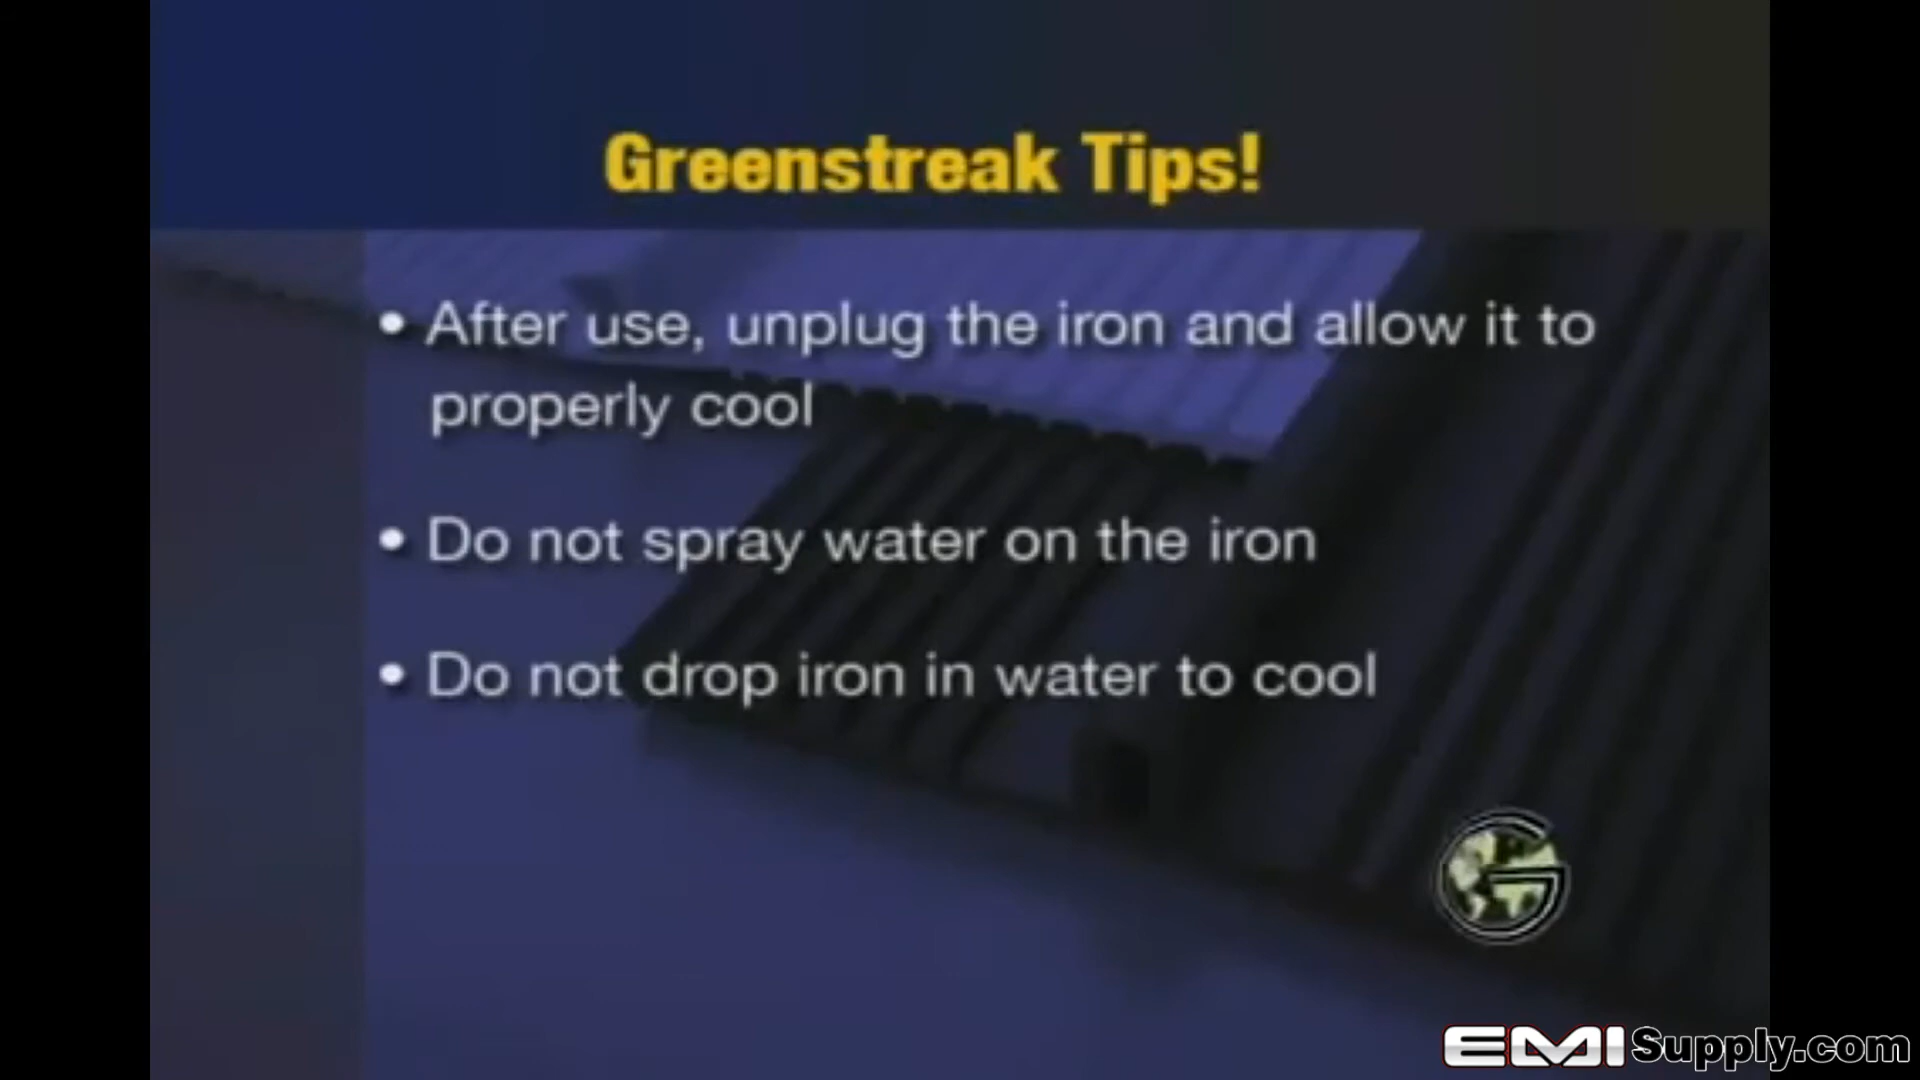 Greenstreak Tips!
• After use, unplug the iron and allow it to
properly cool
• Do not spray water on the iron
• Do not drop iron in water to cool
G
EMISupply.com